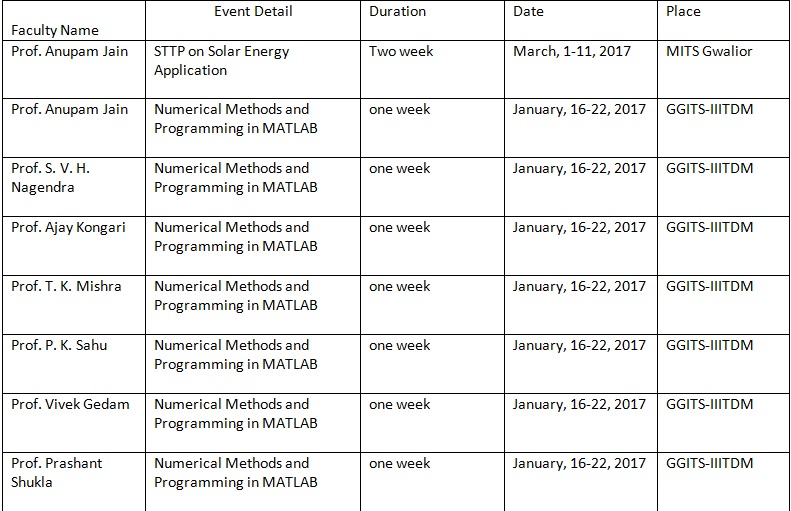 Faculty Name Event Detail Duration Date Place
Prof. Anupam Jain STTP on Solar Energy Two week March, 1-11, 2017 MITS Gwalior
Application
Prof. Anupam Jain Numerical Methods and one week January, 16-22, 2017 GGITS-IIITDM
Programming in MATLAB
Prof. S. V. H. Numerical Methods and one week January, 16-22, 2017 GGITS-IIITDM
Nagendra Programming in MATLAB
Prof. Ajay Kongari Numerical Methods and one week January, 16-22, 2017 GGITS-IIITDM
Programming in MATLAB
Prof. T. K. Mishra Numerical Methods and one week January, 16-22, 2017 GGITS-IIITDM
Programming in MATLAB
Prof. P. K. Sahu Numerical Methods and one week January, 16-22, 2017 GGITS-IIITDM
Programming in MATLAB
Prof. Vivek Gedam Numerical Methods and one week January, 16-22, 2017 GGITS-IIITDM
Programming in MATLAB
Prof. Prashant Numerical Methods and one week January, 16-22, 2017 GGITS-IIITDM
Shukla Programming in MATLAB